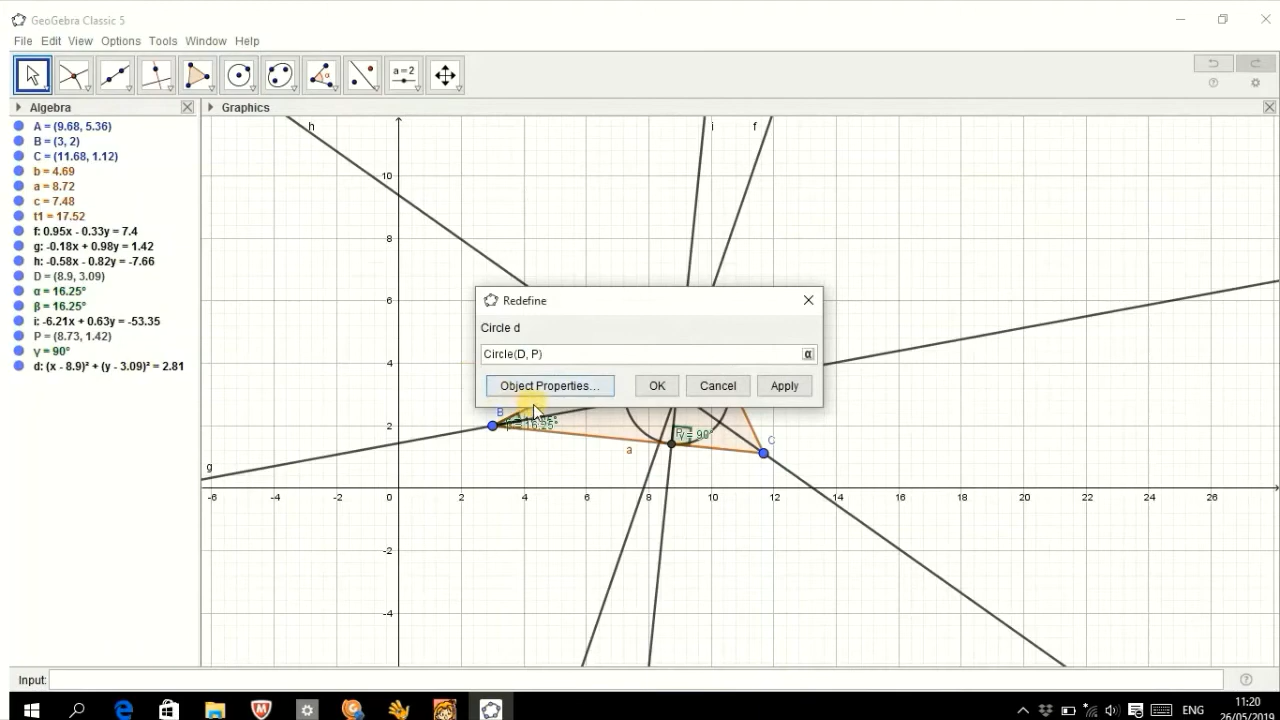 GeoGebra Classic 5
File Edit View Options Tools Window Help
a=2
Algebra
Graphics
A = (9.68, 5.36)
B = (3, 2)
C = (11.68, 1.12)
b = 4.69
a = 8.72
c = 7.48
t1 = 17.52
f: 0.95x - 0.33y = 7.4
g: -0.18x + 0.98y = 1.42
h: -0.58x - 0.82y = -7.66
D = (8.9, 3.09)
α = 16.25°
β = 16.25°
i: -6.21x + 0.63y = -53.35
P = (8.73, 1.42)
γ = 90°
d: (x - 8.9)² + (y - 3.09)² = 2.81
h
i
f
10
8
6
4
2
-2
-4
Redefine
Circle d
Circle(D, P)
α
Object Properties...
OK
Cancel
Apply
B
P
γ = 90°
C
a
g
-6 -4 -2 0 2 4 6 8 10 12 14 16 18 20 22 24 26
Input:
ENG
11:20
26/05/2019